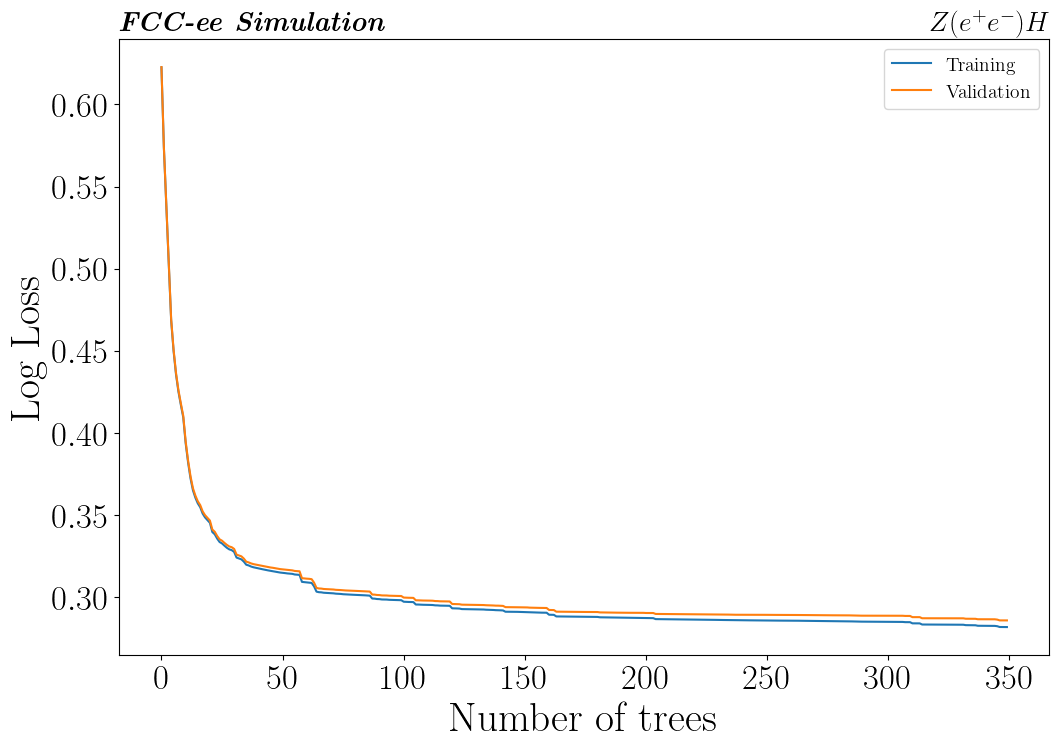 FCC-ee Simulation
Z(e⁺e⁻)H
Training
Validation
Log Loss
0.60
0.55
0.50
0.45
0.40
0.35
0.30
0 50 100 150 200 250 300 350
Number of trees